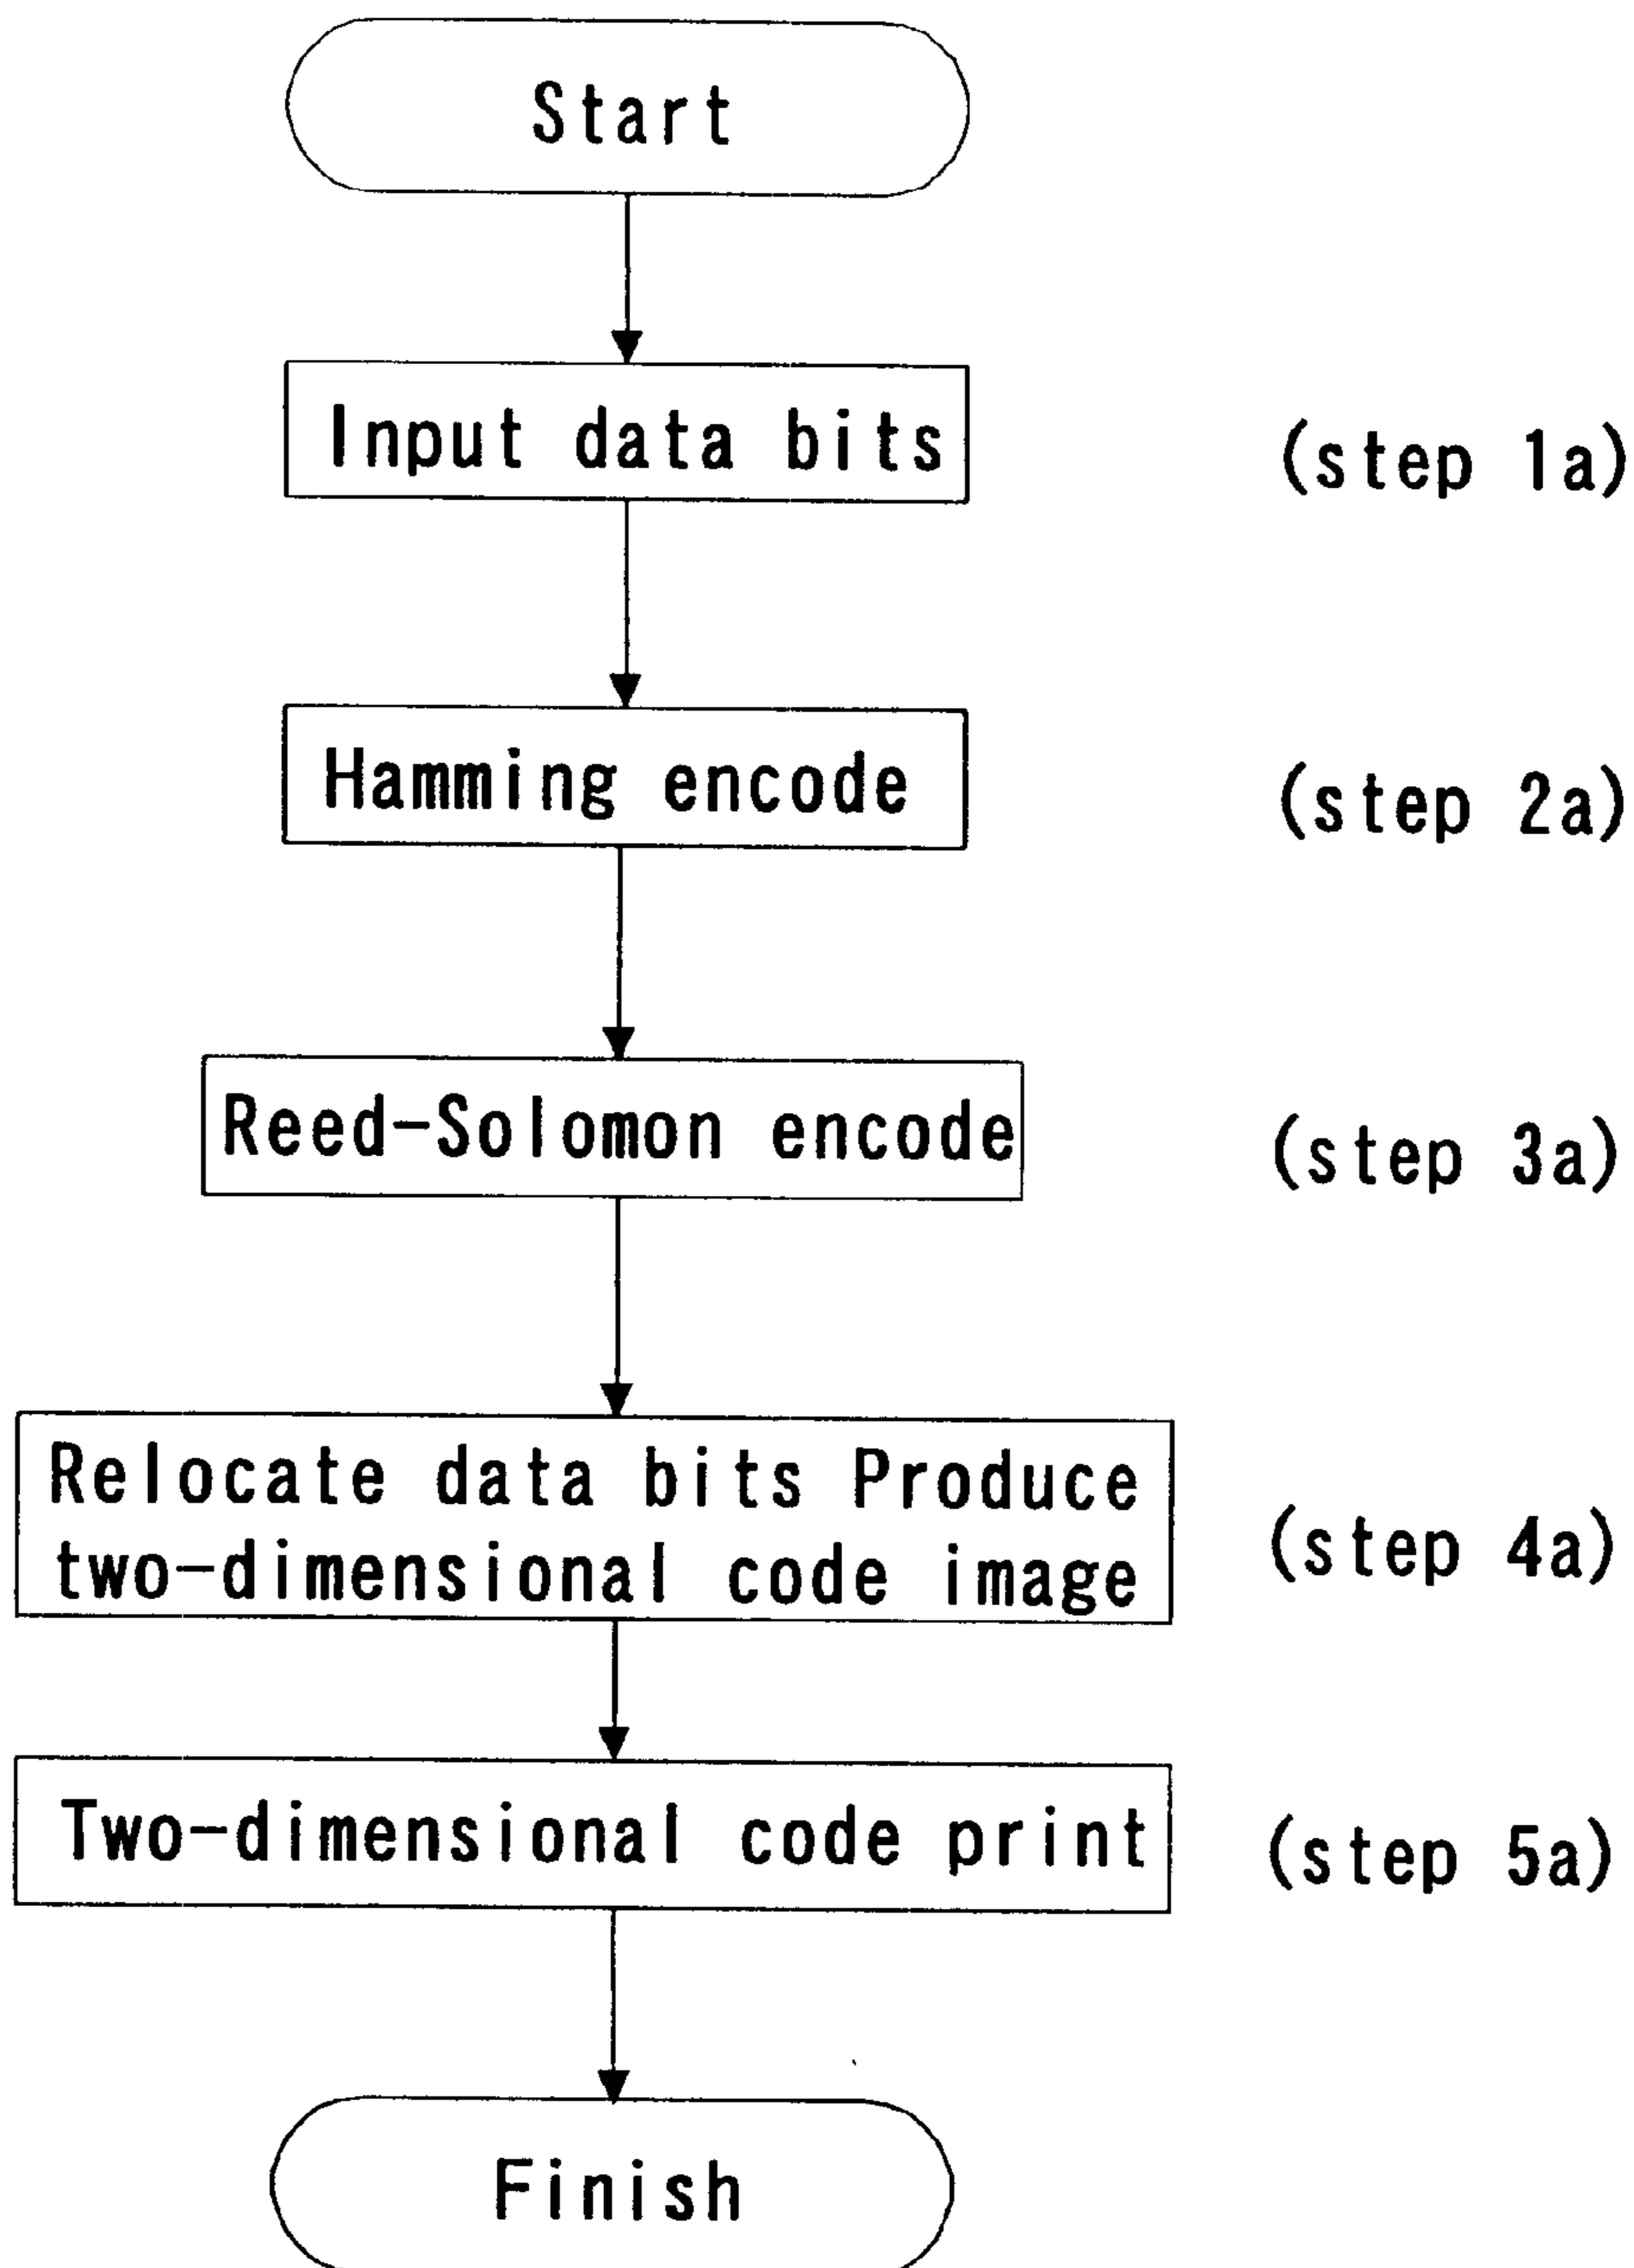 Start
Input data bits
(step 1a)
Hamming encode
(step 2a)
Reed-Solomon encode
(step 3a)
Relocate data bits Produce
two-dimensional code image
(step 4a)
Two-dimensional code print
(step 5a)
Finish